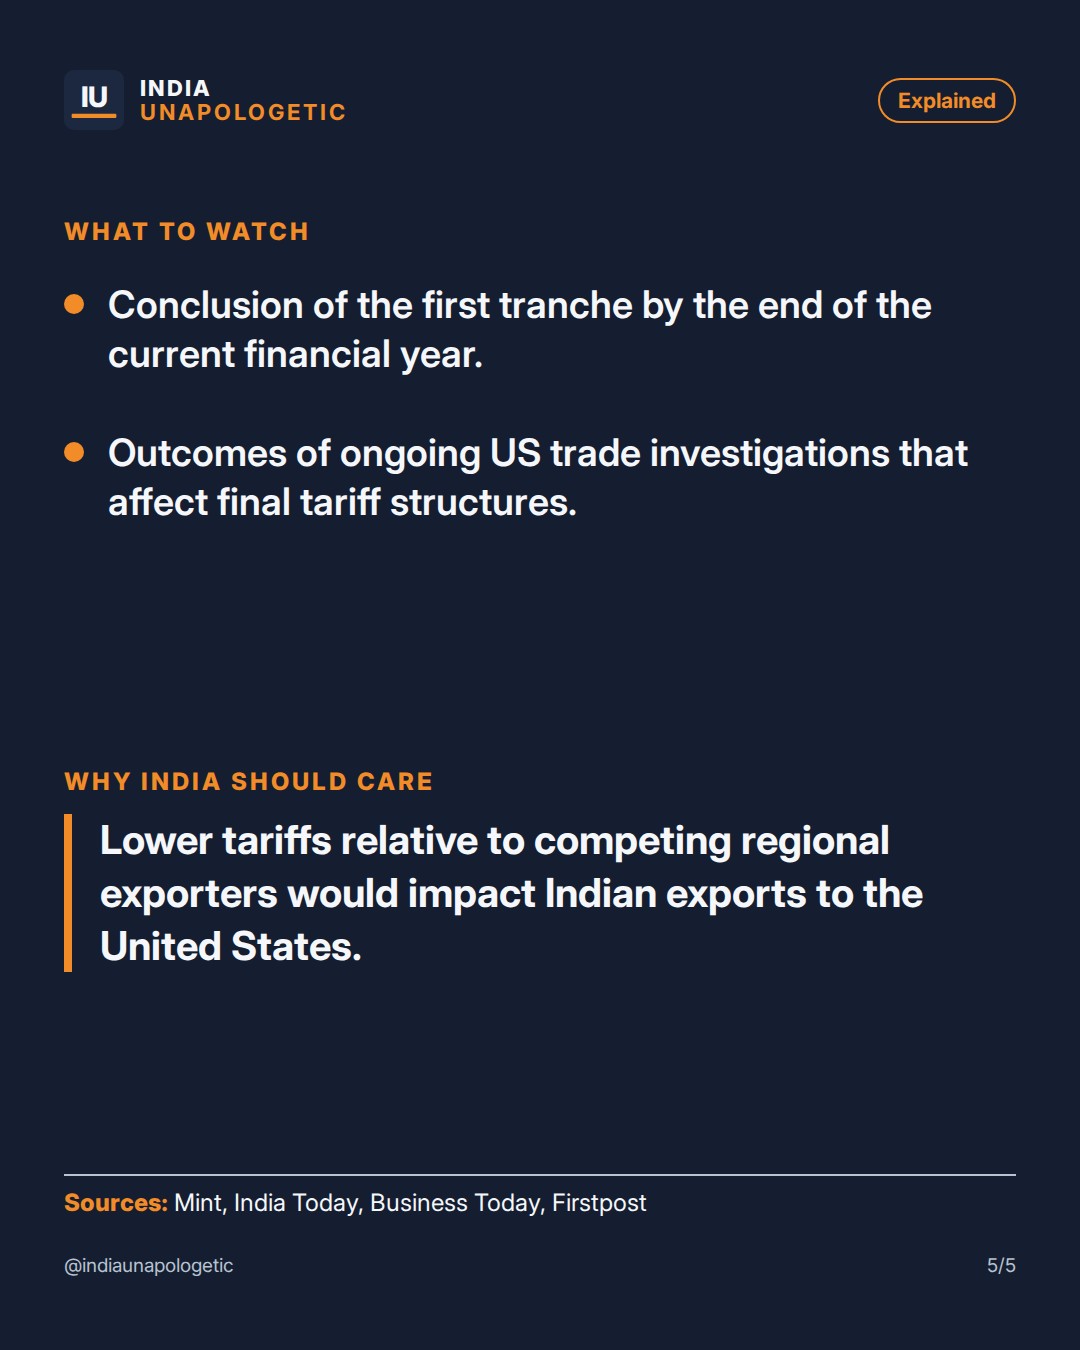 IU
INDIA
UNAPOLOGETIC
Explained
WHAT TO WATCH
Conclusion of the first tranche by the end of the
current financial year.
Outcomes of ongoing US trade investigations that
affect final tariff structures.
WHY INDIA SHOULD CARE
Lower tariffs relative to competing regional
exporters would impact Indian exports to the
United States.
Sources: Mint, India Today, Business Today, Firstpost
@indiaunapologetic
5/5